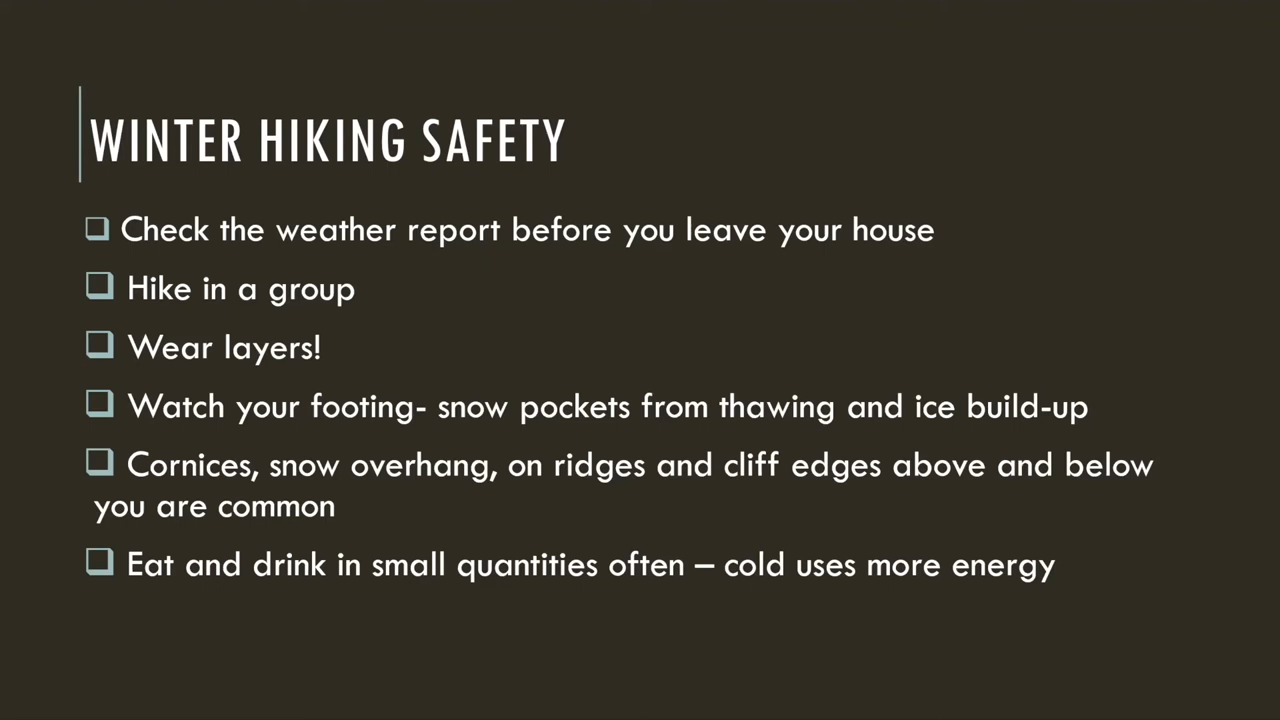 WINTER HIKING SAFETY
❑ Check the weather report before you leave your house
❑ Hike in a group
❑ Wear layers!
❑ Watch your footing- snow pockets from thawing and ice build-up
❑ Cornices, snow overhang, on ridges and cliff edges above and below
you are common
❑ Eat and drink in small quantities often – cold uses more energy